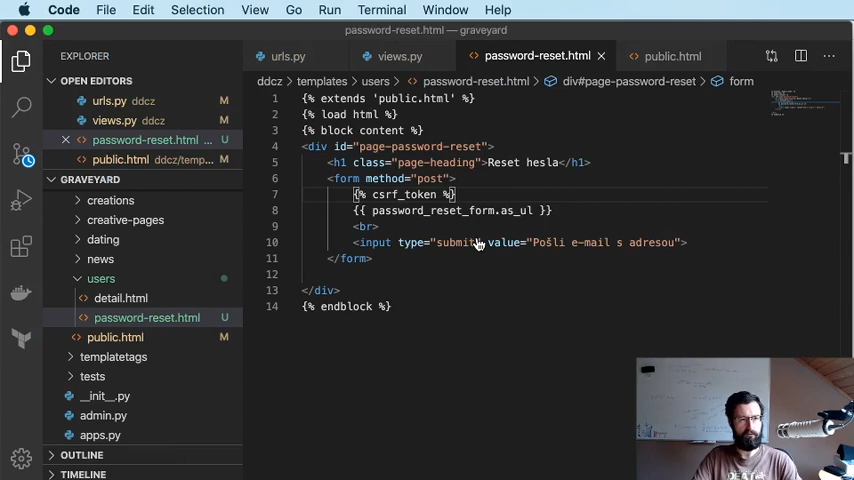 Code File Edit Selection View Go Run Terminal Window Help
password-reset.html — graveyard
EXPLORER
urls.py
views.py
password-reset.html
public.html
OPEN EDITORS
urls.py ddcz M
views.py ddcz M
password-reset.html ... U
public.html ddcz/temp... M
GRAVEYARD
creations
creative-pages
dating
news
users
detail.html
password-reset.html U
public.html M
templatetags
tests
__init__.py
admin.py
apps.py
OUTLINE
TIMELINE
ddcz > templates > users > password-reset.html > div#page-password-reset > form
1 {% extends 'public.html' %}
2 {% load html %}
3 {% block content %}
4 <div id="page-password-reset">
5 <h1 class="page-heading">Reset hesla</h1>
6 <form method="post">
7 {% csrf_token %}
8 {{ password_reset_form.as_ul }}
9 <br>
10 <input type="submit" value="Pošli e-mail s adresou">
11 </form>
12
13 </div>
14 {% endblock %}
DEATH